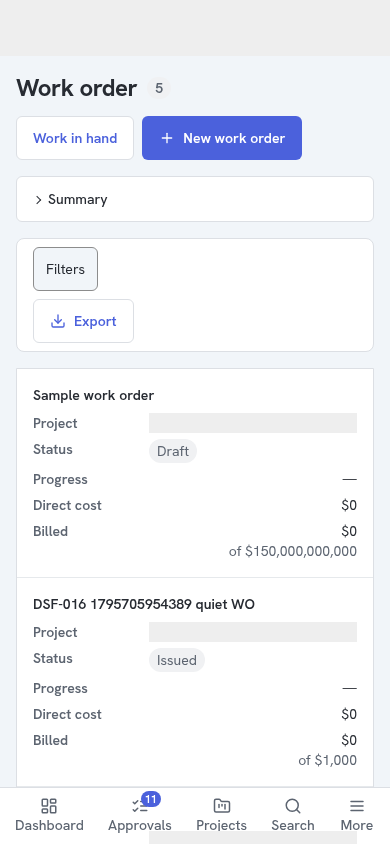 Work order 5
Work in hand
New work order
Summary
Filters
Export
Sample work order
Project
Status Draft
Progress —
Direct cost $0
Billed $0
of $150,000,000,000
DSF-016 1795705954389 quiet WO
Project
Status Issued
Progress —
Direct cost $0
Billed $0
of $1,000
11
Dashboard Approvals Projects Search More